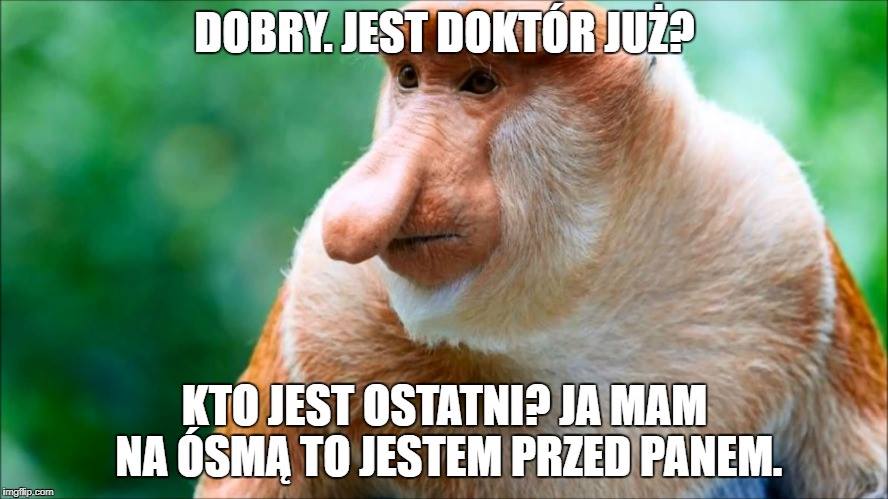 DOBRY. JEST DOKTÓR JUŻ?
KTO JEST OSTATNI? JA MAM
NA ÓSMĄ TO JESTEM PRZED PANEM.
imgflip.com